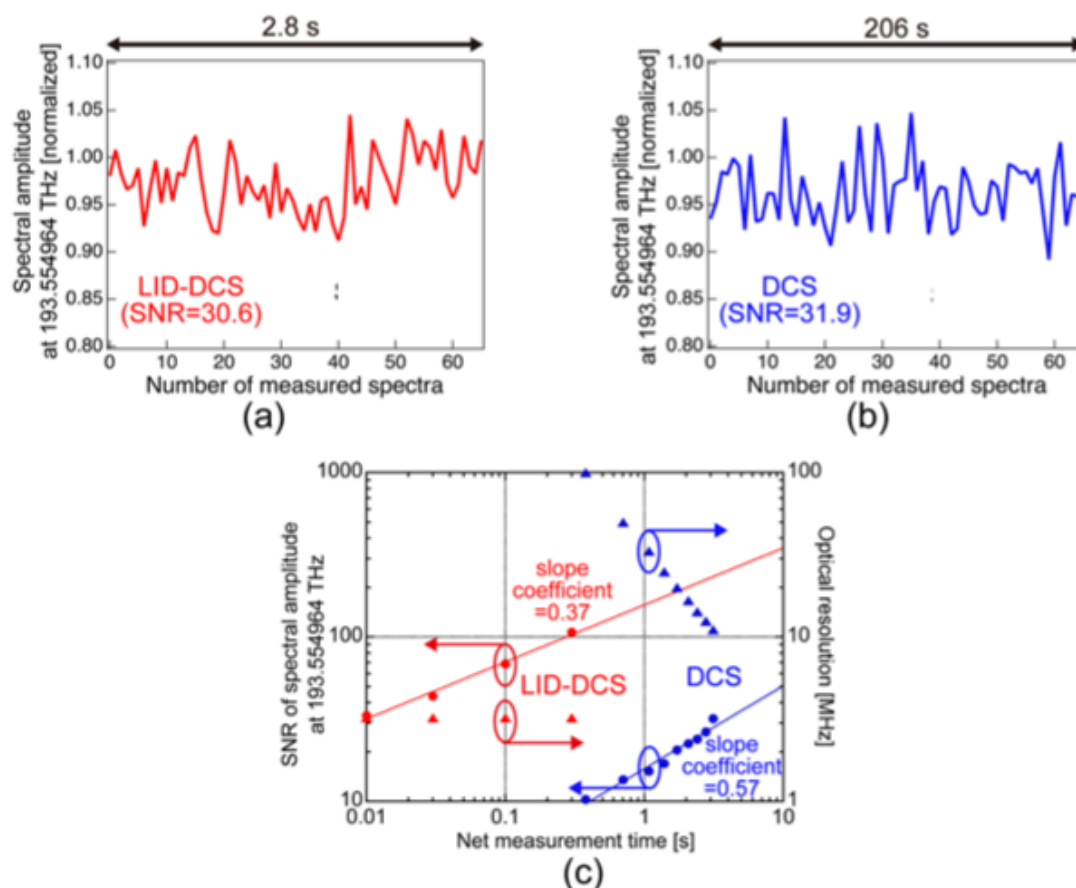 2.8 s
1.10
1.05
1.00
0.95
0.90
0.85
0.80
Spectral amplitude
at 193.554964 THz [normalized]
LID-DCS
(SNR=30.6)
0 10 20 30 40 50 60
Number of measured spectra
(a)
206 s
1.10
1.05
1.00
0.95
0.90
0.85
0.80
Spectral amplitude
at 193.554964 THz [normalized]
DCS
(SNR=31.9)
0 10 20 30 40 50 60
Number of measured spectra
(b)
1000
100
10
SNR of spectral amplitude
at 193.554964 THz
slope
coefficient
=0.37
LID-DCS
DCS
slope
coefficient
=0.57
100
10
1
Optical resolution [MHz]
0.01 0.1 1 10
Net measurement time [s]
(c)